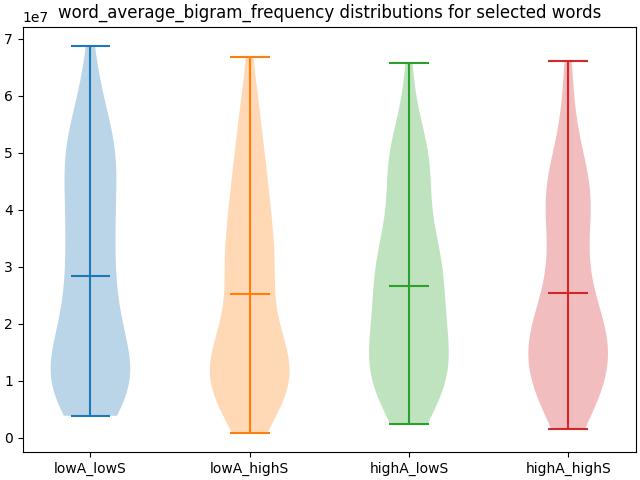 word_average_bigram_frequency distributions for selected words
1e7
7
6
5
4
3
2
1
0
lowA_lowS lowA_highS highA_lowS highA_highS